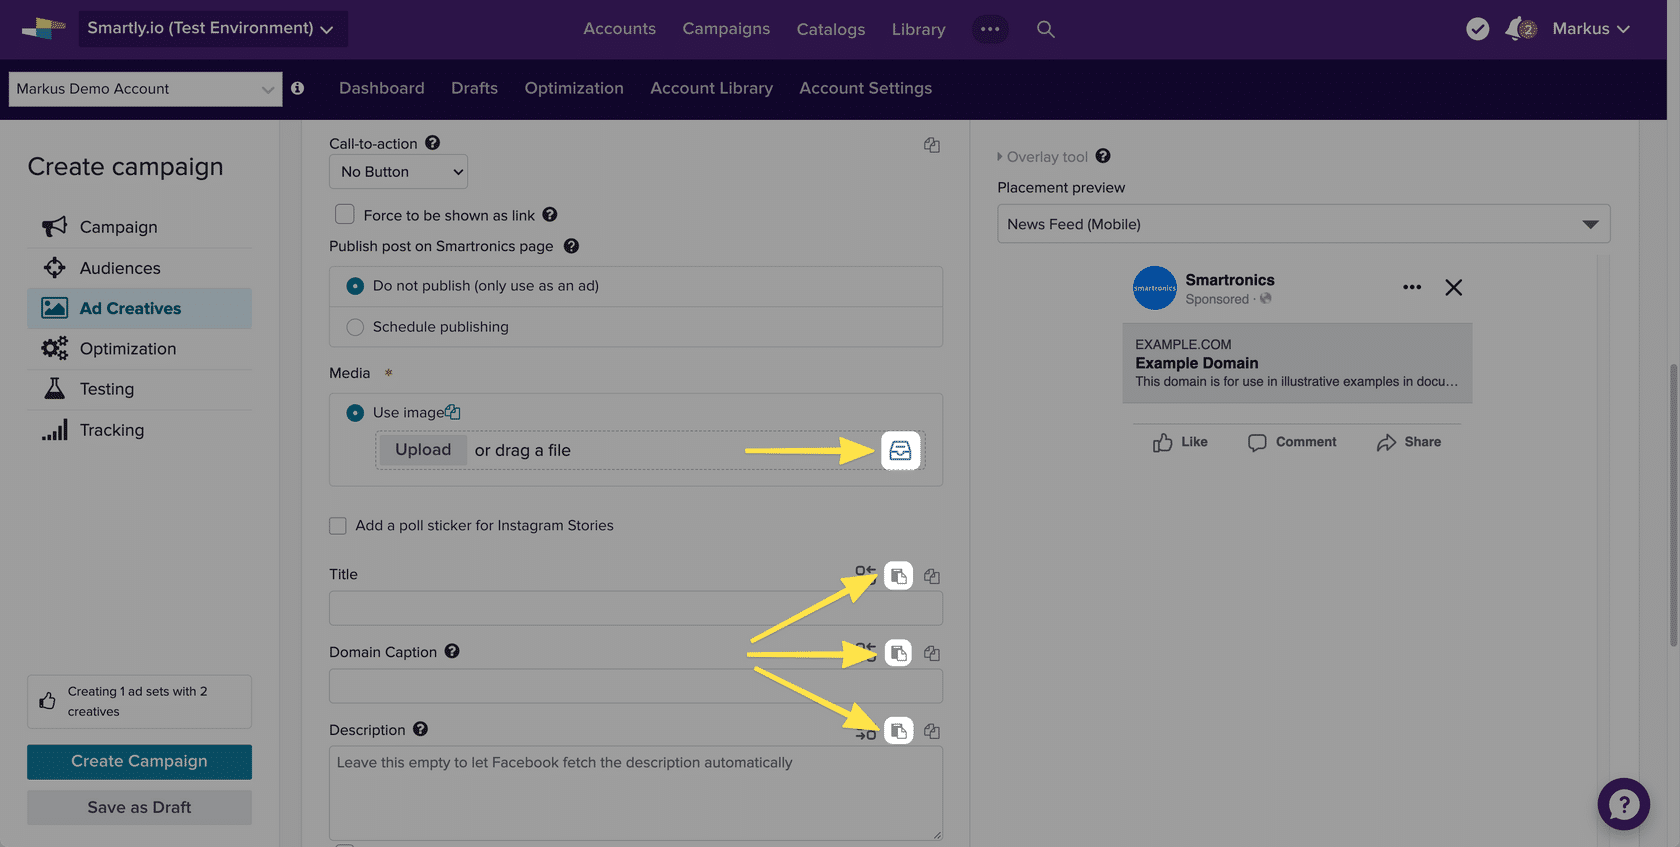 Smartly.io (Test Environment)
Accounts
Campaigns
Catalogs
Library
2
Markus
Markus Demo Account
Dashboard
Drafts
Optimization
Account Library
Account Settings
Create campaign
Campaign
Audiences
Ad Creatives
Optimization
Testing
Tracking
Creating 1 ad sets with 2
creatives
Create Campaign
Save as Draft
Call-to-action
No Button
Force to be shown as link
Publish post on Smartronics page
Do not publish (only use as an ad)
Schedule publishing
Media *
Use image
Upload or drag a file
Add a poll sticker for Instagram Stories
Title
Domain Caption
Description
Leave this empty to let Facebook fetch the description automatically
Overlay tool
Placement preview
News Feed (Mobile)
smartronics
Smartronics
Sponsored ·
EXAMPLE.COM
Example Domain
This domain is for use in illustrative examples in docu...
Like
Comment
Share